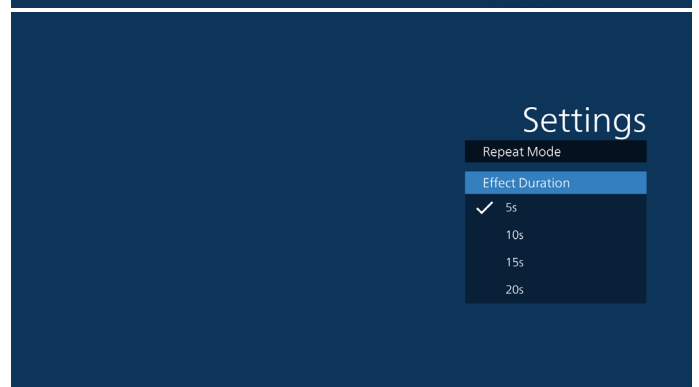 Settings
Repeat Mode
Effect Duration
5s
10s
15s
20s